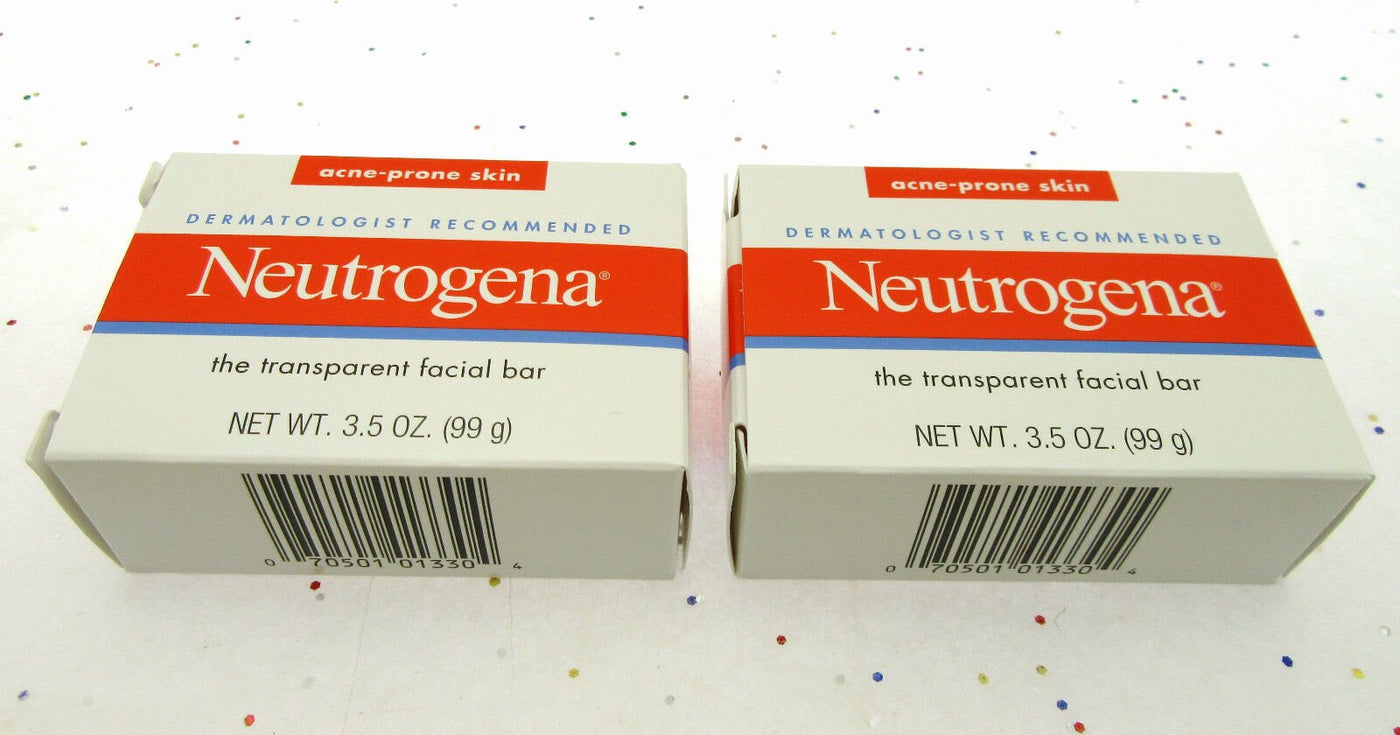 acne-prone skin
DERMATOLOGIST RECOMMENDED
Neutrogena®
the transparent facial bar
NET WT. 3.5 OZ. (99 g)
0 70501 01330 4
acne-prone skin
DERMATOLOGIST RECOMMENDED
Neutrogena®
the transparent facial bar
NET WT. 3.5 OZ. (99 g)
0 70501 01330 4